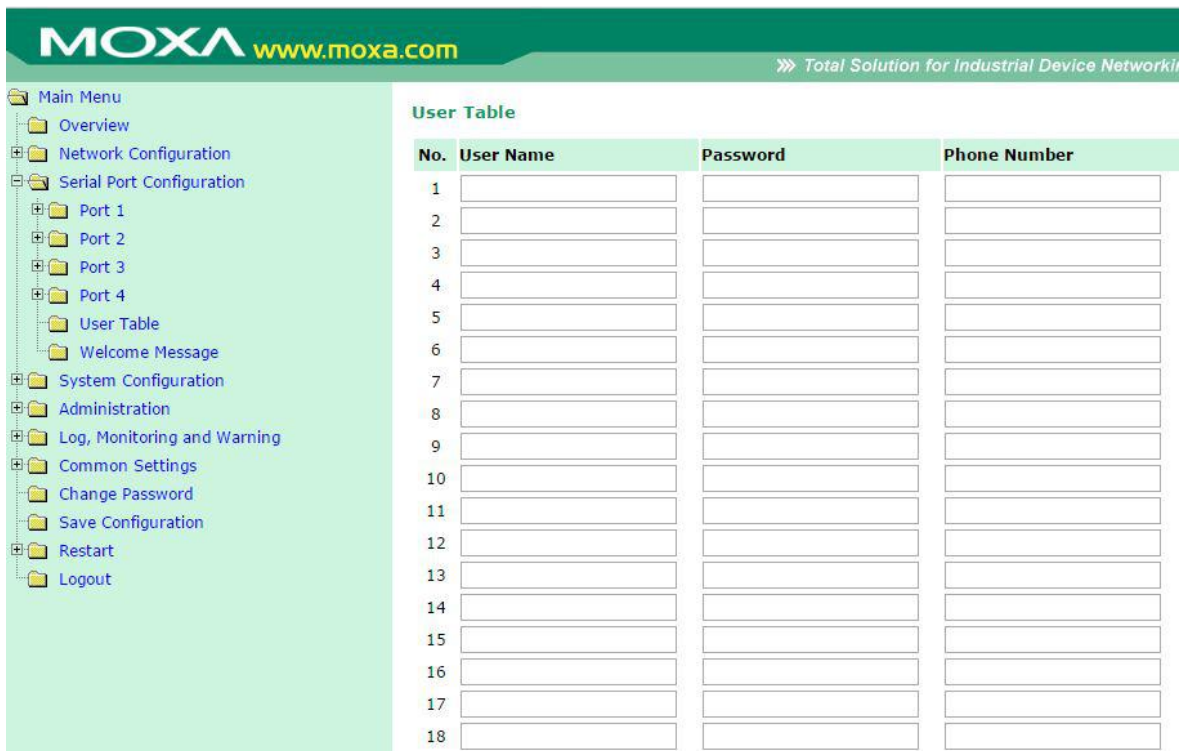 MOXA www.moxa.com
Total Solution for Industrial Device
Main Menu
Overview
Network Configuration
Serial Port Configuration
Port 1
Port 2
Port 3
Port 4
User Table
Welcome Message
System Configuration
Administration
Log, Monitoring and Warning
Common Settings
Change Password
Save Configuration
Restart
Logout
User Table
No. User Name Password Phone Number
1
2
3
4
5
6
7
8
9
10
11
12
13
14
15
16
17
18